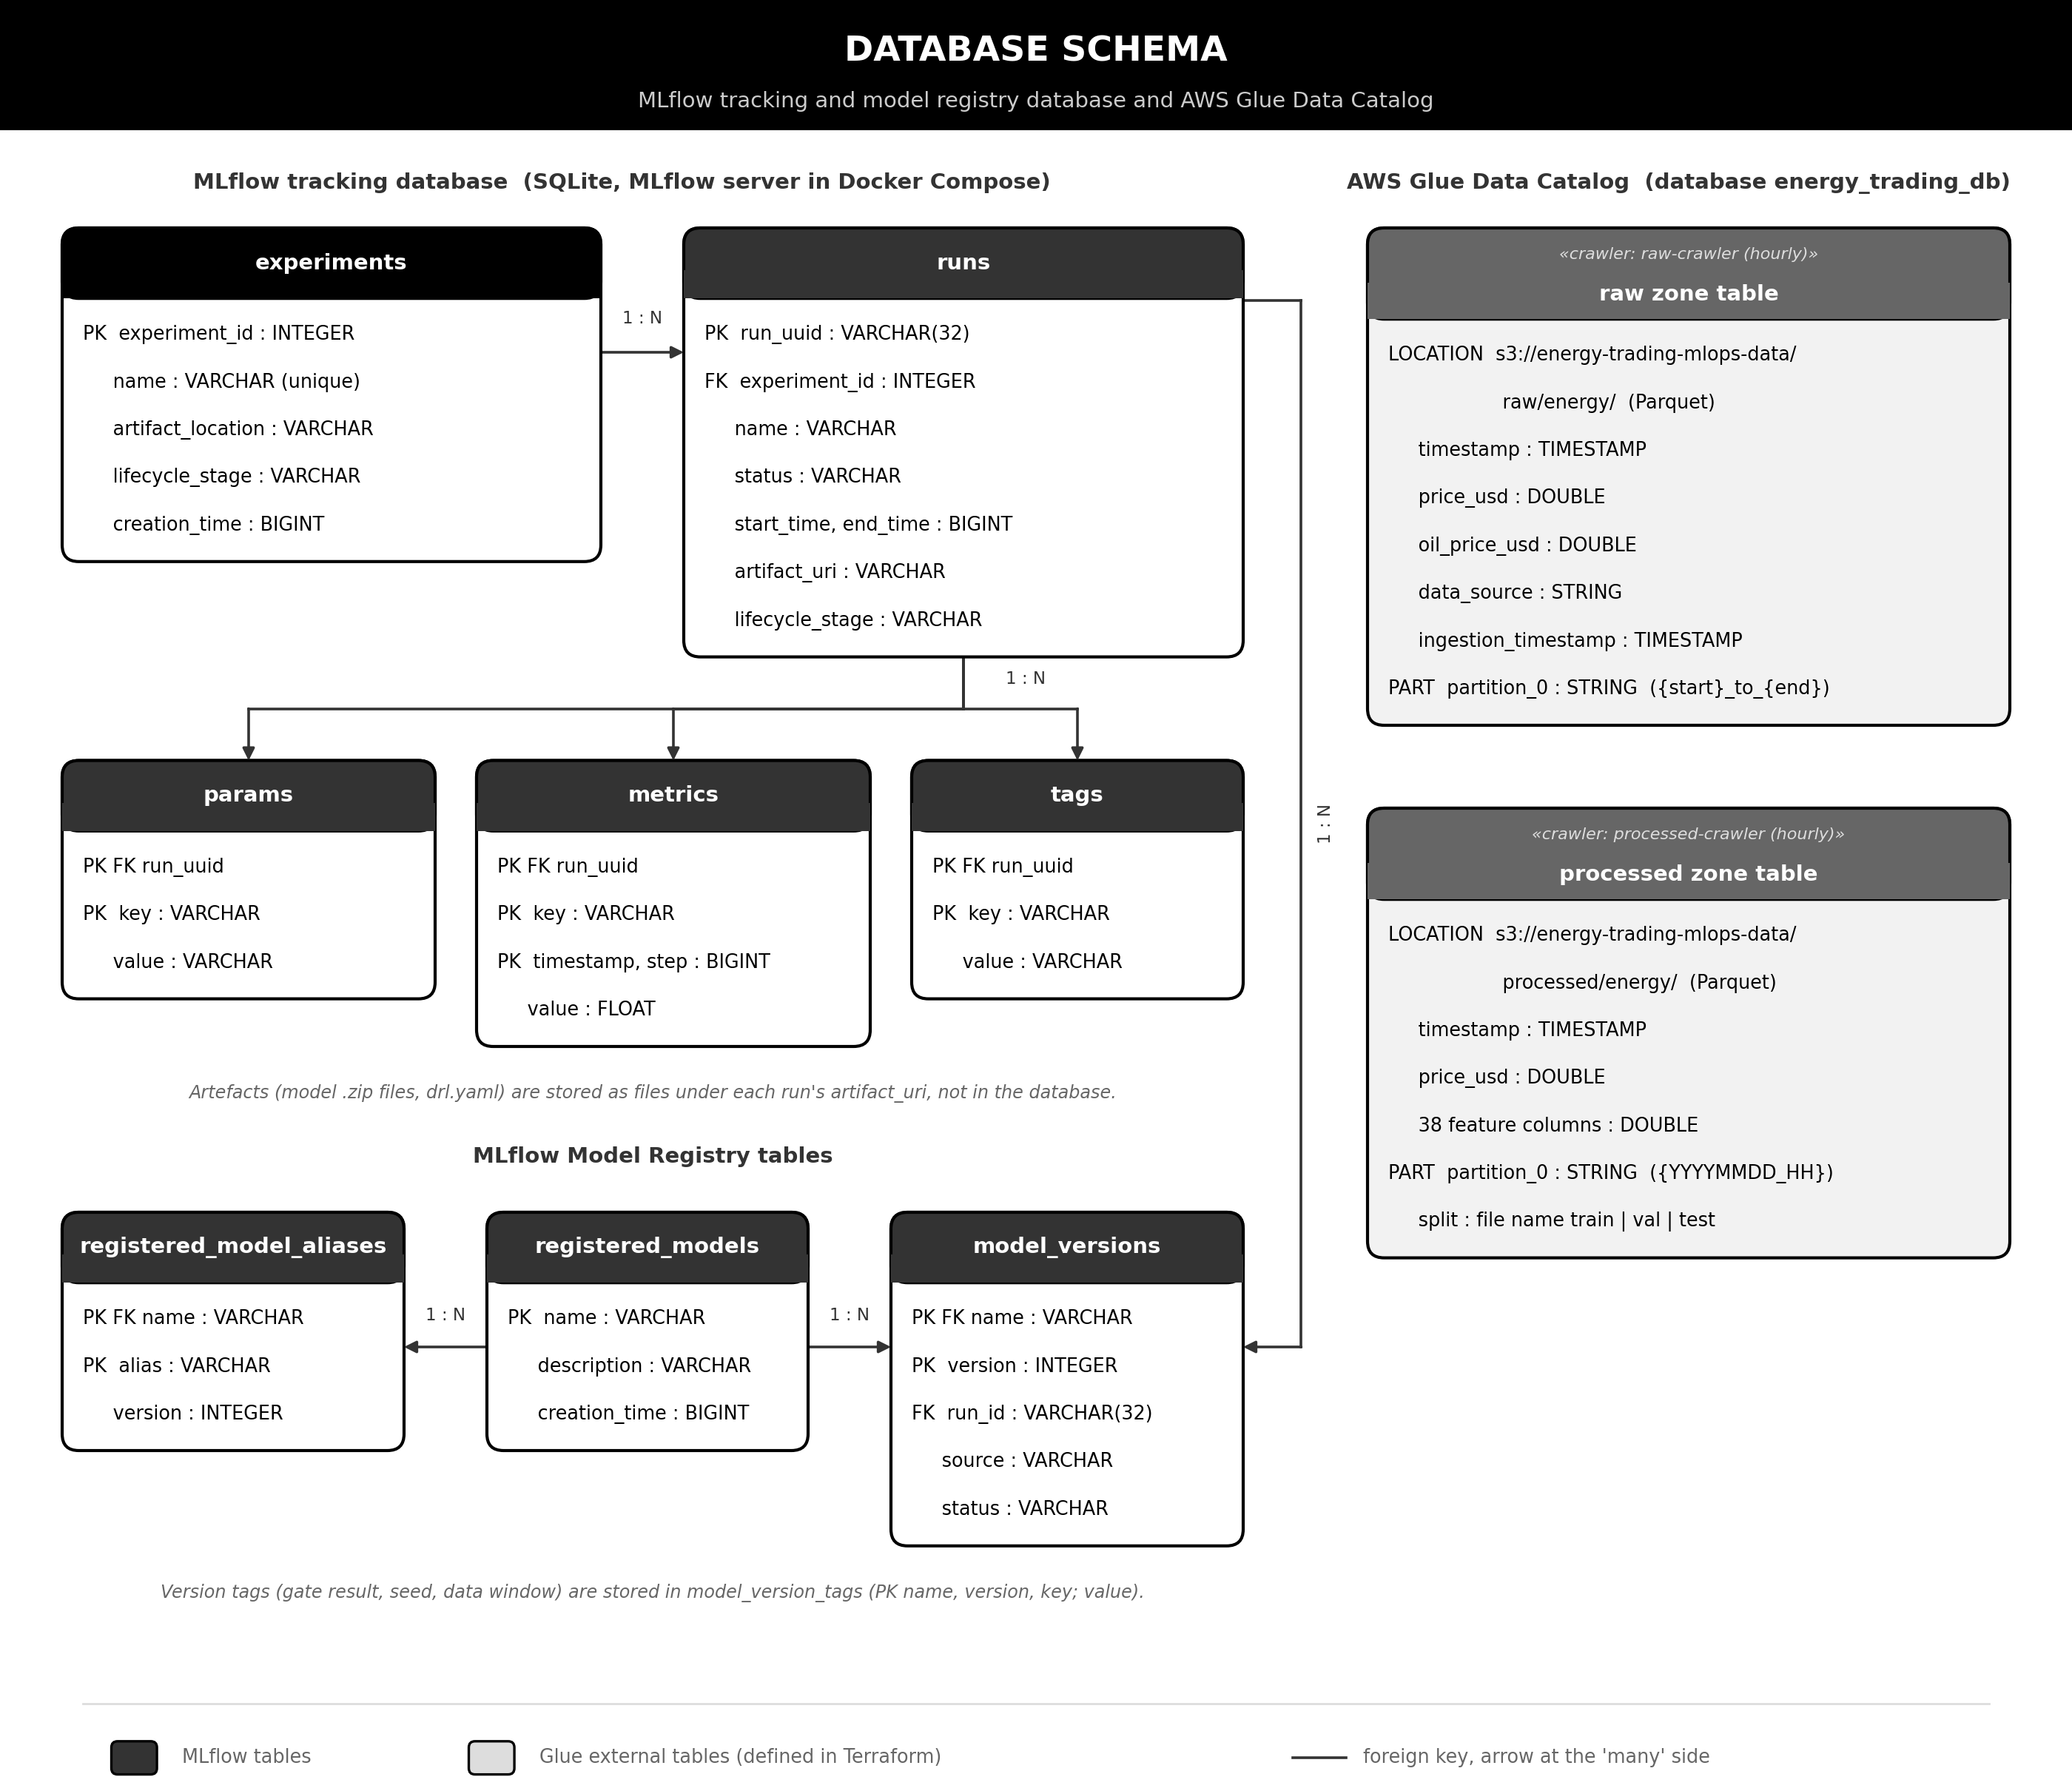 DATABASE SCHEMA
MLflow tracking and model registry database and AWS Glue Data Catalog
MLflow tracking database (SQLite, MLflow server in Docker Compose)
experiments
PK experiment_id : INTEGER
name : VARCHAR (unique)
artifact_location : VARCHAR
lifecycle_stage : VARCHAR
creation_time : BIGINT
1 : N
runs
PK run_uuid : VARCHAR(32)
FK experiment_id : INTEGER
name : VARCHAR
status : VARCHAR
start_time, end_time : BIGINT
artifact_uri : VARCHAR
lifecycle_stage : VARCHAR
1 : N
params
PK FK run_uuid
PK key : VARCHAR
value : VARCHAR
metrics
PK FK run_uuid
PK key : VARCHAR
PK timestamp, step : BIGINT
value : FLOAT
tags
PK FK run_uuid
PK key : VARCHAR
value : VARCHAR
1 : N
Artefacts (model .zip files, drl.yaml) are stored as files under each run's artifact_uri, not in the database.
MLflow Model Registry tables
registered_model_aliases
PK FK name : VARCHAR
PK alias : VARCHAR
version : INTEGER
1 : N
registered_models
PK name : VARCHAR
description : VARCHAR
creation_time : BIGINT
1 : N
model_versions
PK FK name : VARCHAR
PK version : INTEGER
FK run_id : VARCHAR(32)
source : VARCHAR
status : VARCHAR
Version tags (gate result, seed, data window) are stored in model_version_tags (PK name, version, key; value).
AWS Glue Data Catalog (database energy_trading_db)
«crawler: raw-crawler (hourly)»
raw zone table
LOCATION s3://energy-trading-mlops-data/
raw/energy/ (Parquet)
timestamp : TIMESTAMP
price_usd : DOUBLE
oil_price_usd : DOUBLE
data_source : STRING
ingestion_timestamp : TIMESTAMP
PART partition_0 : STRING ({start}_to_{end})
«crawler: processed-crawler (hourly)»
processed zone table
LOCATION s3://energy-trading-mlops-data/
processed/energy/ (Parquet)
timestamp : TIMESTAMP
price_usd : DOUBLE
38 feature columns : DOUBLE
PART partition_0 : STRING ({YYYYMMDD_HH})
split : file name train | val | test
MLflow tables
Glue external tables (defined in Terraform)
foreign key, arrow at the 'many' side